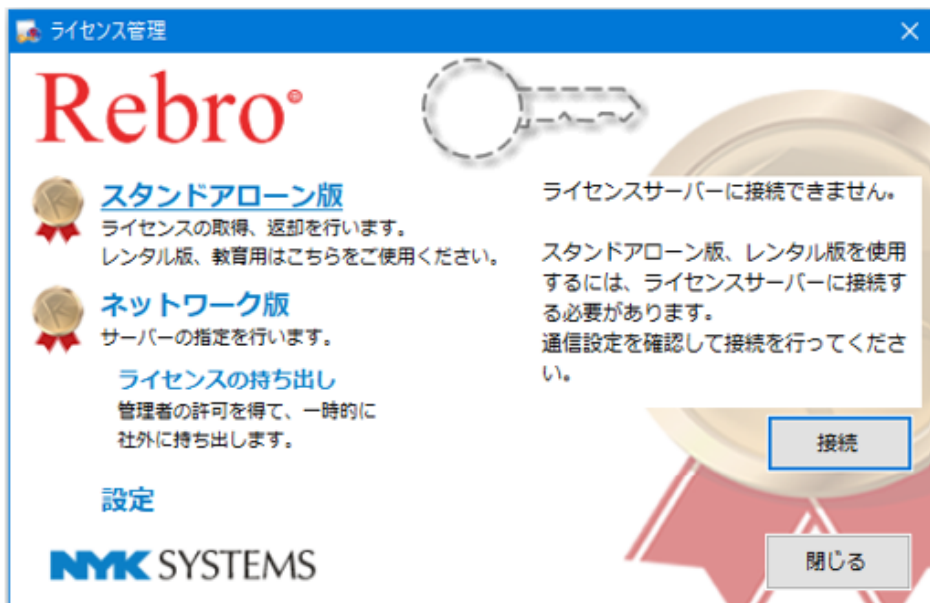 ライセンス管理
Rebro
スタンドアローン版
ライセンスの取得、返却を行います。
レンタル版、教育用はこちらをご使用ください。
ネットワーク版
サーバーの指定を行います。
ライセンスの持ち出し
管理者の許可を得て、一時的に
社外に持ち出します。
設定
NYK SYSTEMS
ライセンスサーバーに接続できません。
スタンドアローン版、レンタル版を使用
するには、ライセンスサーバーに接続す
る必要があります。
通信設定を確認して接続を行ってくださ
い。
接続
閉じる